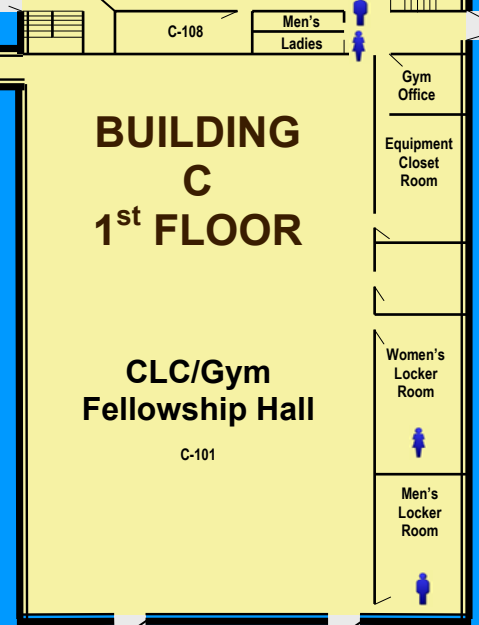 C-108
Men's
Ladies
Gym
Office
BUILDING
C
1st FLOOR
Equipment
Closet
Room
CLC/Gym
Fellowship Hall
C-101
Women's
Locker
Room
Men's
Locker
Room